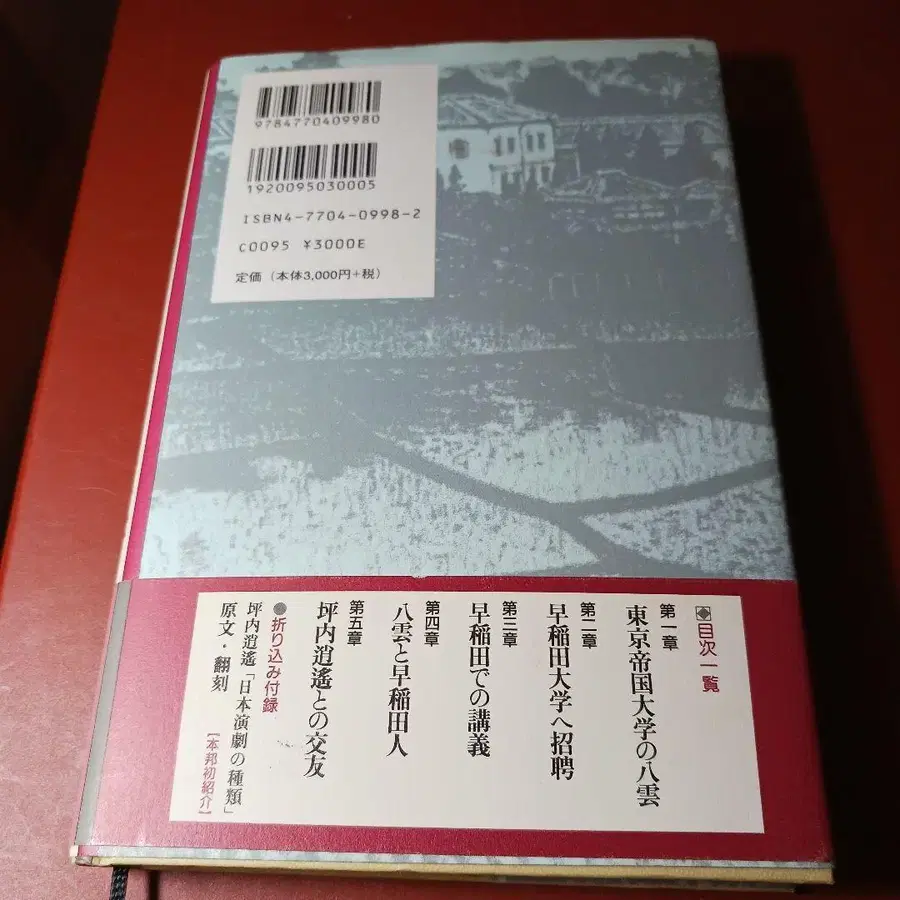 9784770409980
1920095030005
ISBN4-7704-0998-2
C0095 ¥3000E
定価（本体3,000円+税）
◆目次一覧
第一章
東京帝国大学の八雲
第二章
早稲田大学へ招聘
第三章
早稲田での講義
第四章
八雲と早稲田人
第五章
坪内逍遙との交友
●折り込み付録
坪内逍遙「日本演劇の種類」
原文・翻刻
【本邦初紹介】